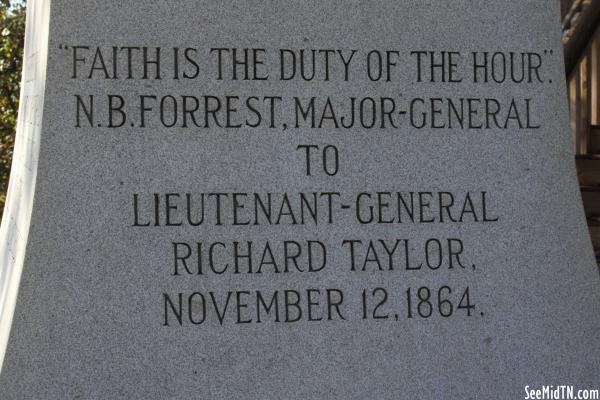 "FAITH IS THE DUTY OF THE HOUR".
N.B.FORREST, MAJOR-GENERAL
TO
LIEUTENANT-GENERAL
RICHARD TAYLOR,
NOVEMBER 12, 1864.
SeeMidTN.com